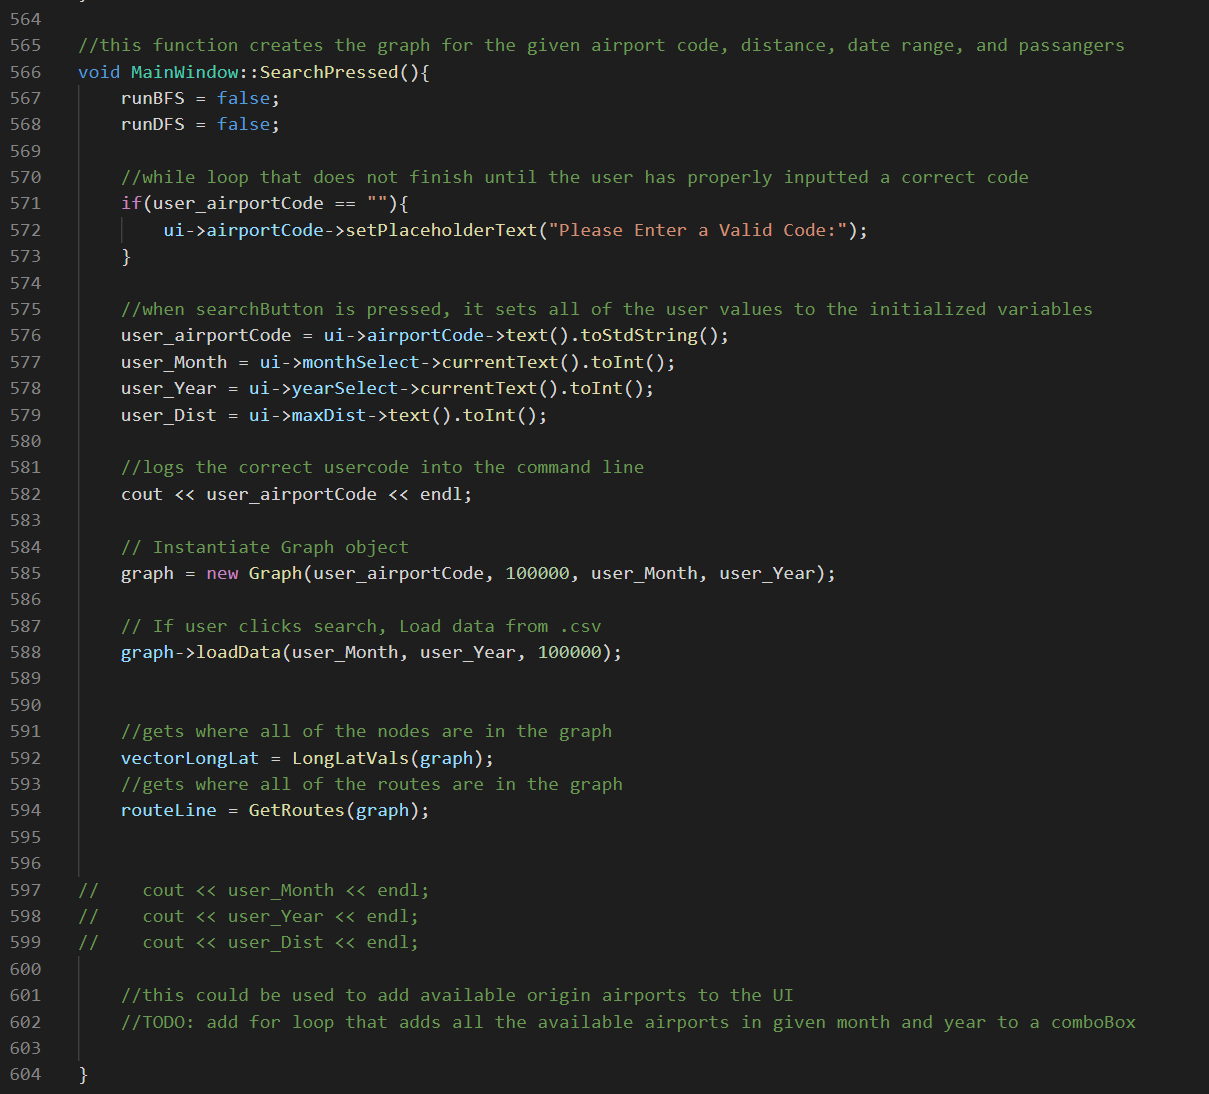 564
565 //this function creates the graph for the given airport code, distance, date range, and passangers
566 void MainWindow::SearchPressed(){
567 runBFS = false;
568 runDFS = false;
569
570 //while loop that does not finish until the user has properly inputted a correct code
571 if(user_airportCode == ""){
572 ui->airportCode->setPlaceholderText("Please Enter a Valid Code:");
573 }
574
575 //when searchButton is pressed, it sets all of the user values to the initialized variables
576 user_airportCode = ui->airportCode->text().toStdString();
577 user_Month = ui->monthSelect->currentText().toInt();
578 user_Year = ui->yearSelect->currentText().toInt();
579 user_Dist = ui->maxDist->text().toInt();
580
581 //logs the correct usercode into the command line
582 cout << user_airportCode << endl;
583
584 // Instantiate Graph object
585 graph = new Graph(user_airportCode, 100000, user_Month, user_Year);
586
587 // If user clicks search, Load data from .csv
588 graph->loadData(user_Month, user_Year, 100000);
589
590
591 //gets where all of the nodes are in the graph
592 vectorLongLat = LongLatVals(graph);
593 //gets where all of the routes are in the graph
594 routeLine = GetRoutes(graph);
595
596
597 // cout << user_Month << endl;
598 // cout << user_Year << endl;
599 // cout << user_Dist << endl;
600
601 //this could be used to add available origin airports to the UI
602 //TODO: add for loop that adds all the available airports in given month and year to a comboBox
603
604 }